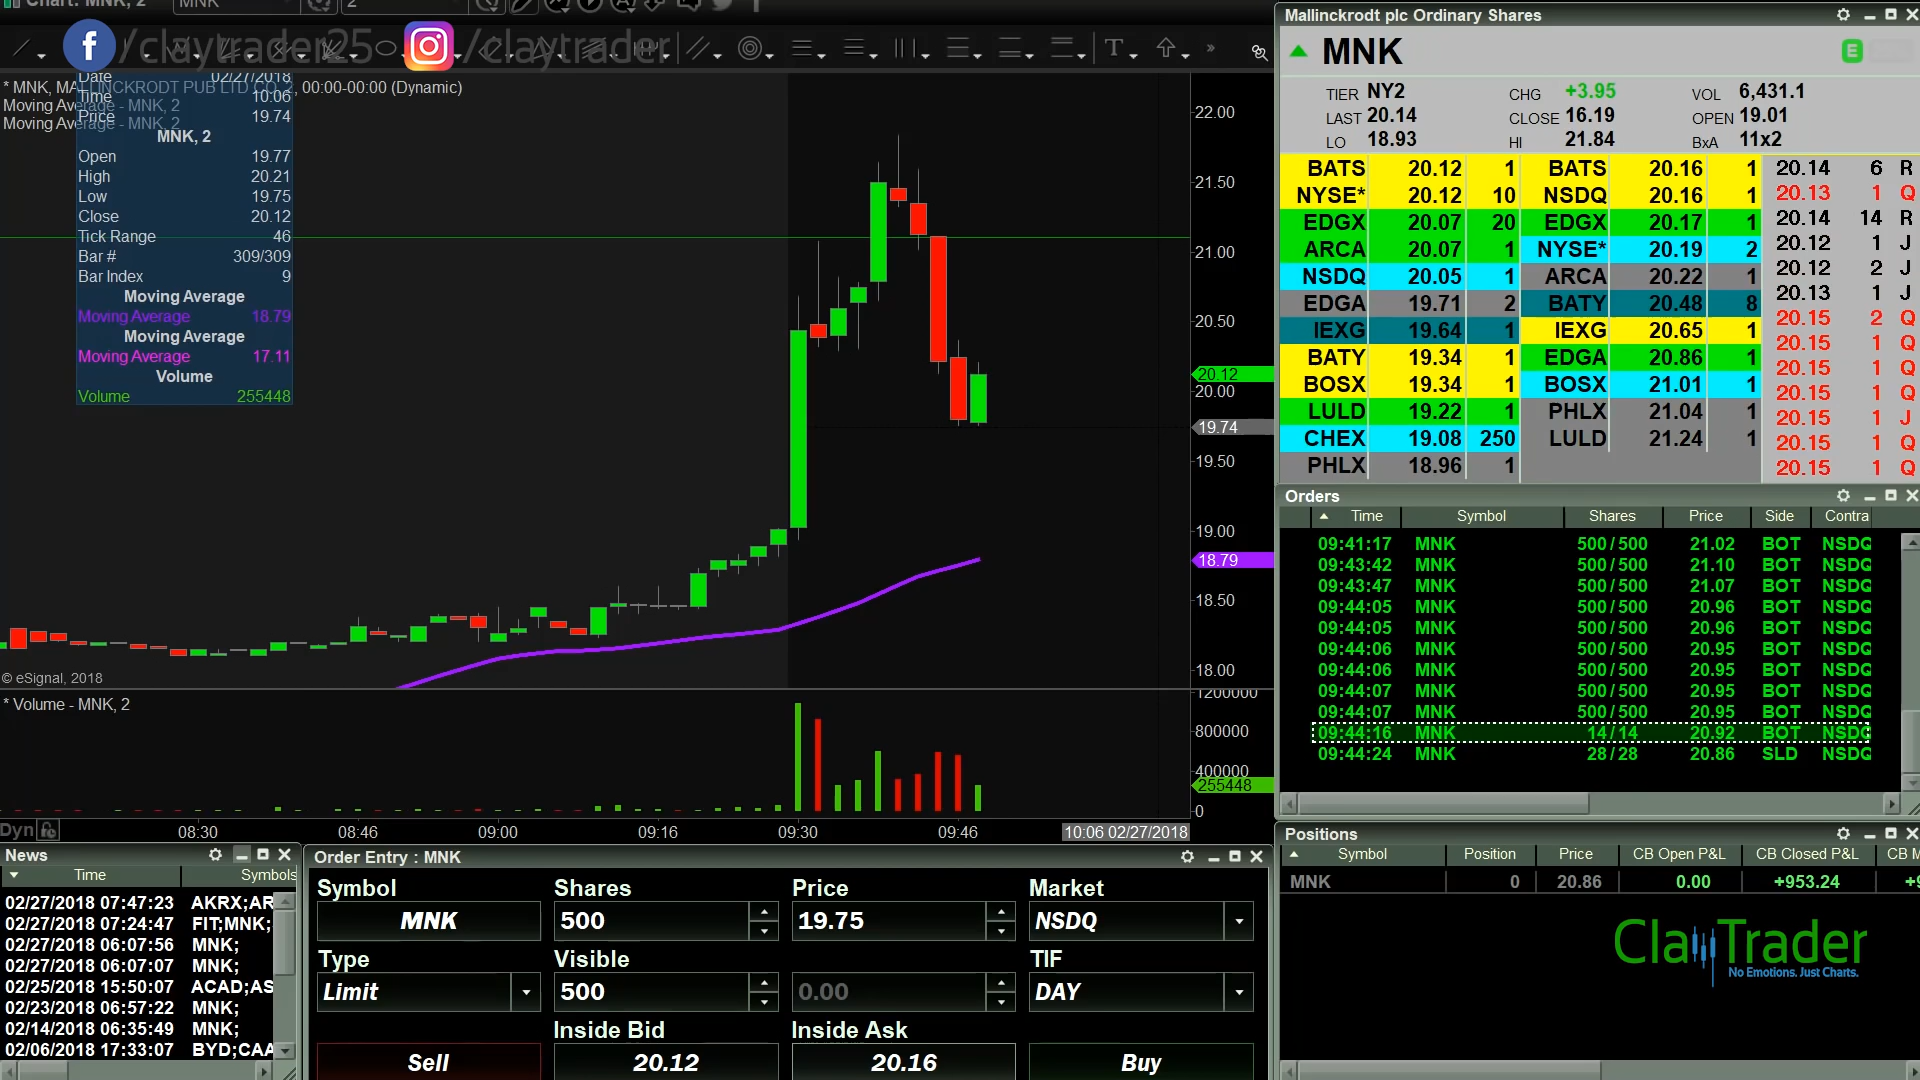 Chart: MNK, 2
MNK
2
/claytrader25
/claytrader
* MNK, MALLINCKRODT PUB LTD CO, 2, 00:00-00:00 (Dynamic)
Moving Average - MNK, 2
Moving Average - MNK, 2
Date 02/27/2018
Time 10:06
Price 19.74
MNK, 2
Open 19.77
High 20.21
Low 19.75
Close 20.12
Tick Range 46
Bar # 309/309
Bar Index 9
Moving Average
Moving Average 18.79
Moving Average
Moving Average 17.11
Volume
Volume 255448
22.00
21.50
21.00
20.50
20.12
20.00
19.74
19.50
19.00
18.79
18.50
18.00
© eSignal, 2018
* Volume - MNK, 2
1200000
800000
400000
255448
0
Dyn 08:30 08:46 09:00 09:16 09:30 09:46 10:06 02/27/2018
News
Time Symbols
02/27/2018 07:47:23 AKRX;AR
02/27/2018 07:24:47 FIT;MNK;
02/27/2018 06:07:56 MNK;
02/27/2018 06:07:07 MNK;
02/25/2018 15:50:07 ACAD;AS
02/23/2018 06:57:22 MNK;
02/14/2018 06:35:49 MNK;
02/06/2018 17:33:07 BYD;CAA
Order Entry : MNK
Symbol Shares Price Market
MNK 500 19.75 NSDQ
Type Visible TIF
Limit 500 0.00 DAY
Inside Bid Inside Ask
Sell 20.12 20.16 Buy
Mallinckrodt plc Ordinary Shares
MNK E
TIER NY2 CHG +3.95 VOL 6,431.1
LAST 20.14 CLOSE 16.19 OPEN 19.01
LO 18.93 HI 21.84 BxA 11x2
BATS 20.12 1 BATS 20.16 1
NYSE* 20.12 10 NSDQ 20.16 1
EDGX 20.07 20 EDGX 20.17 1
ARCA 20.07 1 NYSE* 20.19 2
NSDQ 20.05 1 ARCA 20.22 1
EDGA 19.71 2 BATY 20.48 8
IEXG 19.64 1 IEXG 20.65 1
BATY 19.34 1 EDGA 20.86 1
BOSX 19.34 1 BOSX 21.01 1
LULD 19.22 1 PHLX 21.04 1
CHEX 19.08 250 LULD 21.24 1
PHLX 18.96 1
20.14 6 R
20.13 1 Q
20.14 14 R
20.12 1 J
20.12 2 J
20.13 1 J
20.15 2 Q
20.15 1 Q
20.15 1 Q
20.15 1 Q
20.15 1 J
20.15 1 Q
20.15 1 Q
Orders
Time Symbol Shares Price Side Contra
09:41:17 MNK 500 / 500 21.02 BOT NSDQ
09:43:42 MNK 500 / 500 21.10 BOT NSDQ
09:43:47 MNK 500 / 500 21.07 BOT NSDQ
09:44:05 MNK 500 / 500 20.96 BOT NSDQ
09:44:05 MNK 500 / 500 20.96 BOT NSDQ
09:44:06 MNK 500 / 500 20.95 BOT NSDQ
09:44:06 MNK 500 / 500 20.95 BOT NSDQ
09:44:07 MNK 500 / 500 20.95 BOT NSDQ
09:44:07 MNK 500 / 500 20.95 BOT NSDQ
09:44:16 MNK 14 / 14 20.92 BOT NSDQ
09:44:24 MNK 28 / 28 20.86 SLD NSDQ
Positions
Symbol Position Price CB Open P&L CB Closed P&L CB M
MNK 0 20.86 0.00 +953.24
ClayTrader
No Emotions. Just Charts.